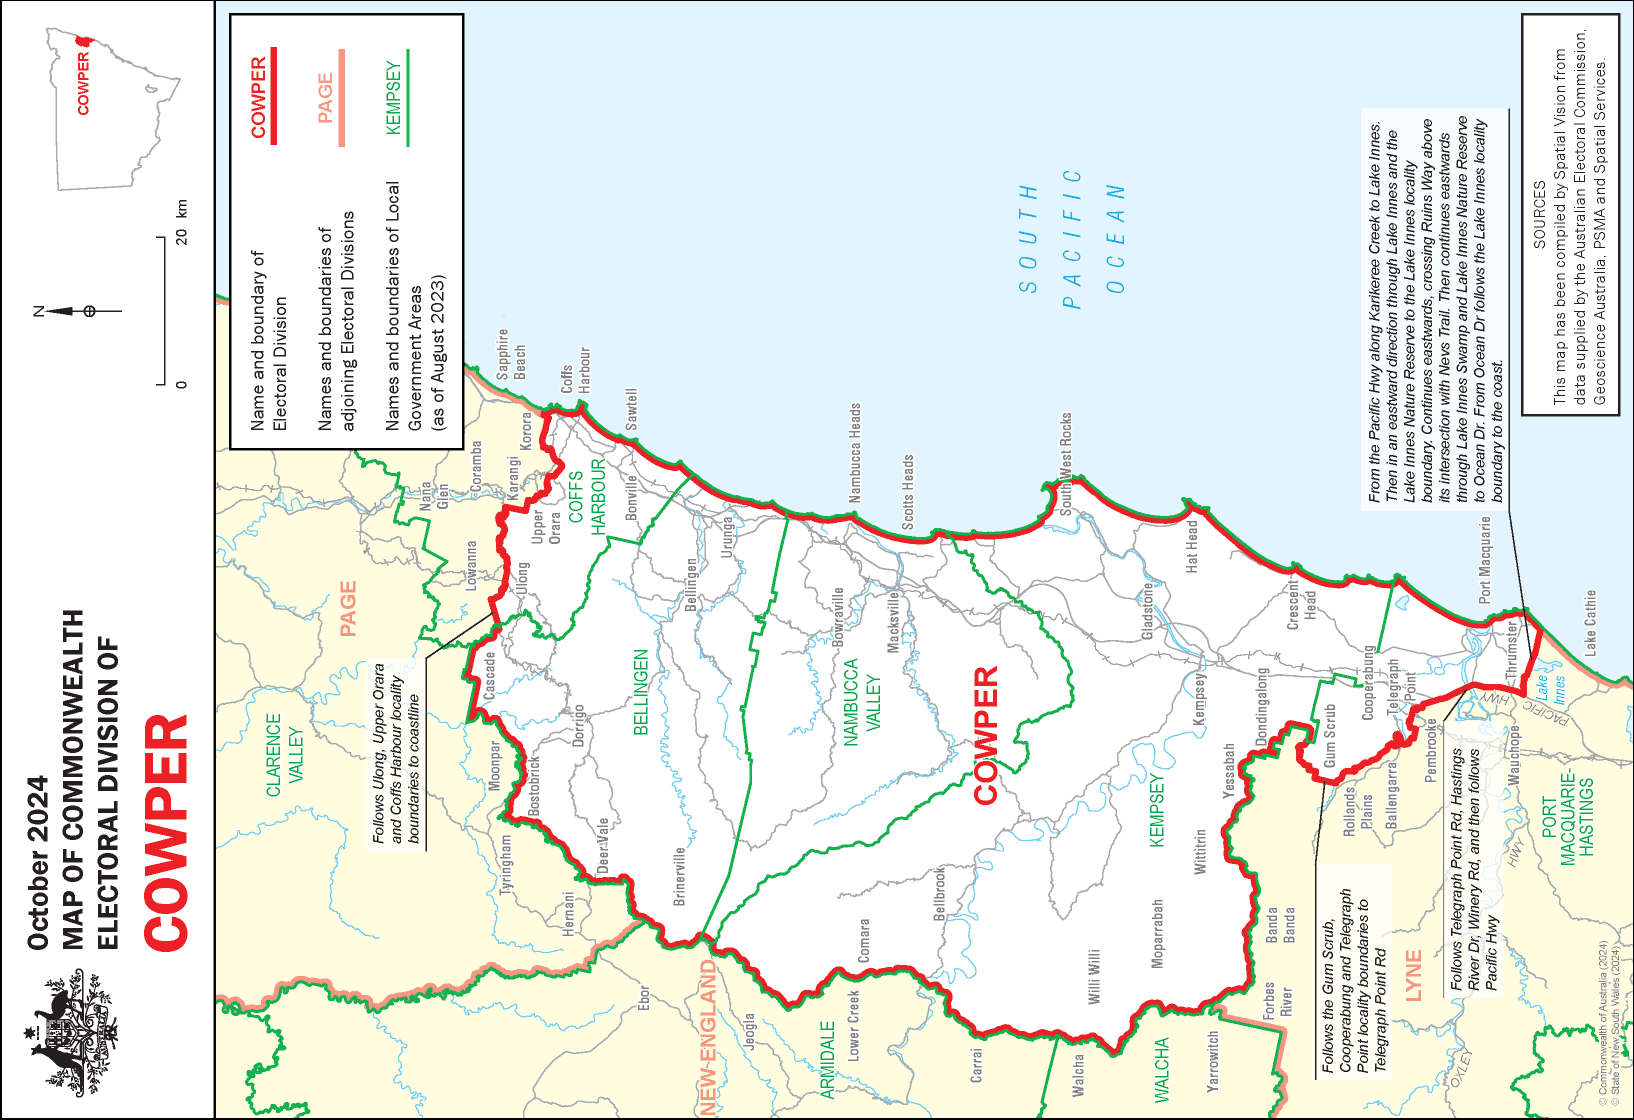 October 2024
MAP OF COMMONWEALTH
ELECTORAL DIVISION OF
COWPER
N
0
20 km
COWPER
Name and boundary of
Electoral Division
COWPER
Names and boundaries of
adjoining Electoral Divisions
PAGE
Names and boundaries of Local
Government Areas
(as of August 2023)
KEMPSEY
Sapphire
Beach
Coffs
Harbour
Sawtell
Korora
Karangi
Coramba
Nana
Glen
COFFS
HARBOUR
Bonville
Upper
Orara
Lowanna
Ulong
Urunga
Bellingen
PAGE
CLARENCE
VALLEY
Follows Ulong, Upper Orara
and Coffs Harbour locality
boundaries to coastline
Cascade
Moonpar
Dorrigo
Bostobrick
BELLINGEN
Tyringham
Deer Vale
Hernani
Brinerville
Ebor
NEW ENGLAND
Jeogla
ARMIDALE
Lower Creek
Comara
Bellbrook
Carrai
Nambucca Heads
Scotts Heads
Bowraville
Macksville
NAMBUCCA
VALLEY
COWPER
SOUTH
PACIFIC
OCEAN
South West Rocks
Hat Head
Gladstone
Crescent
Head
Kempsey
KEMPSEY
Dondingalong
Yessabah
Wittitrin
Willi Willi
Moparrabah
Walcha
WALCHA
Yarrowitch
Banda
Banda
Forbes
River
Gum Scrub
Cooperabung
Telegraph
Point
Rollands
Plains
Ballengarra
Pembrooke
Port Macquarie
Thrumster
Lake Cathie
Lake
Innes
PACIFIC
HWY
HWY
Wauchope
PORT
MACQUARIE-
HASTINGS
LYNE
OXLEY
From the Pacific Hwy along Karikeree Creek to Lake Innes.
Then in an eastward direction through Lake Innes and the
Lake Innes Nature Reserve to the Lake Innes locality
boundary. Continues eastwards, crossing Ruins Way above
its intersection with Nevs Trail. Then continues eastwards
through Lake Innes Swamp and Lake Innes Nature Reserve
to Ocean Dr. From Ocean Dr follows the Lake Innes locality
boundary to the coast.
Follows the Gum Scrub,
Cooperabung and Telegraph
Point locality boundaries to
Telegraph Point Rd
Follows Telegraph Point Rd, Hastings
River Dr, Winery Rd, and then follows
Pacific Hwy
SOURCES
This map has been compiled by Spatial Vision from
data supplied by the Australian Electoral Commission,
Geoscience Australia, PSMA and Spatial Services.
© Commonwealth of Australia (2024)
© State of New South Wales (2024)